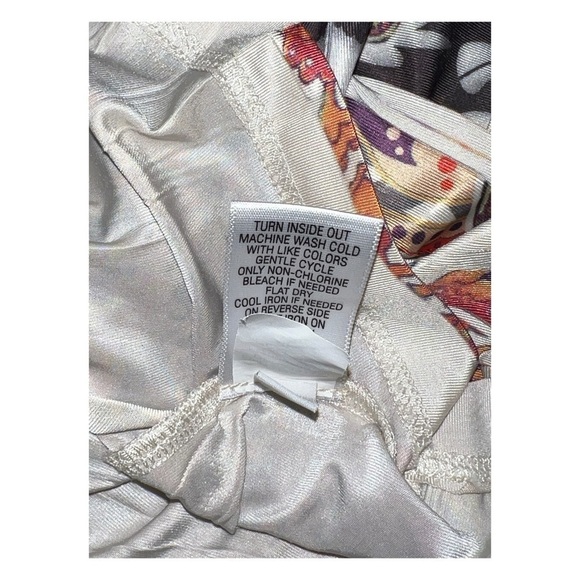 TURN INSIDE OUT
MACHINE WASH COLD
WITH LIKE COLORS
GENTLE CYCLE
ONLY NON-CHLORINE
BLEACH IF NEEDED
FLAT DRY
COOL IRON IF NEEDED
ON REVERSE SIDE
ON